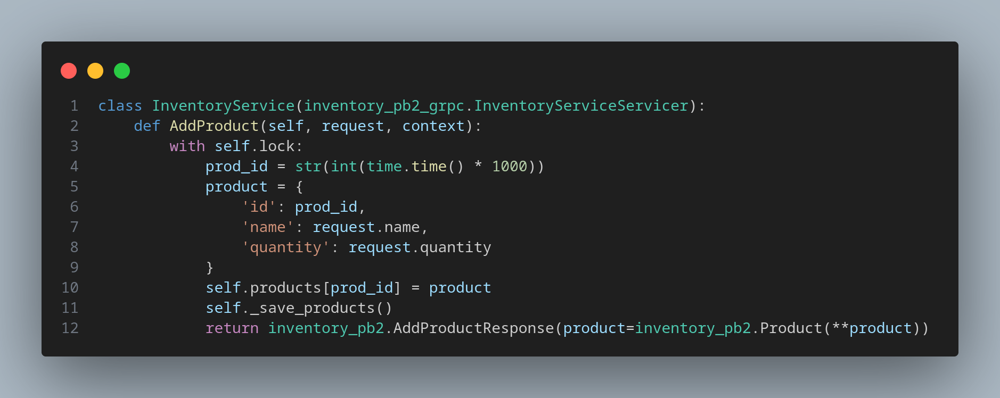 1 class InventoryService(inventory_pb2_grpc.InventoryServiceServicer):
2     def AddProduct(self, request, context):
3         with self.lock:
4             prod_id = str(int(time.time() * 1000))
5             product = {
6                 'id': prod_id,
7                 'name': request.name,
8                 'quantity': request.quantity
9             }
10             self.products[prod_id] = product
11             self._save_products()
12             return inventory_pb2.AddProductResponse(product=inventory_pb2.Product(**product))